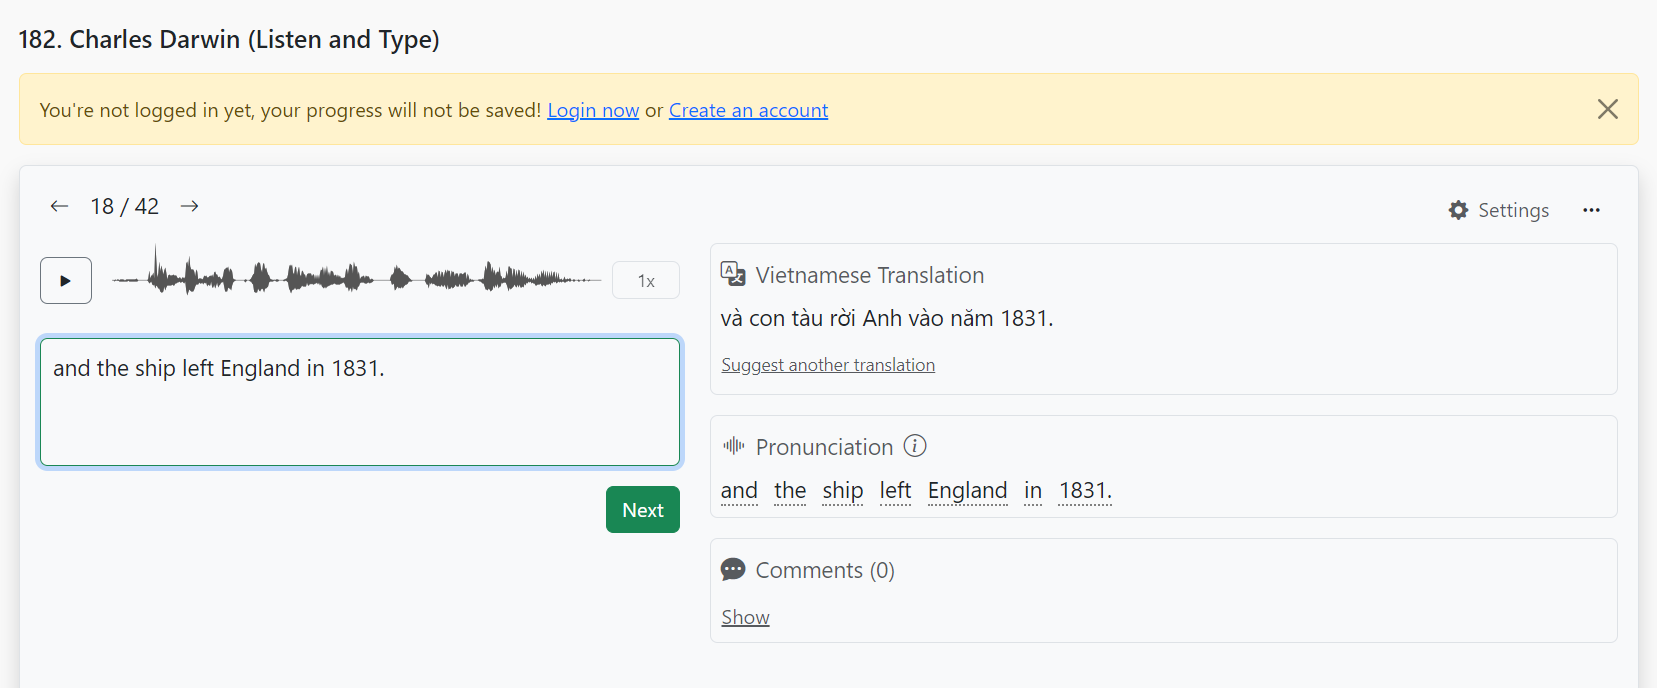 182. Charles Darwin (Listen and Type)
You're not logged in yet, your progress will not be saved! Login now or Create an account
18 / 42
Settings
1x
and the ship left England in 1831.
Next
Vietnamese Translation
và con tàu rời Anh vào năm 1831.
Suggest another translation
Pronunciation
and the ship left England in 1831.
Comments (0)
Show